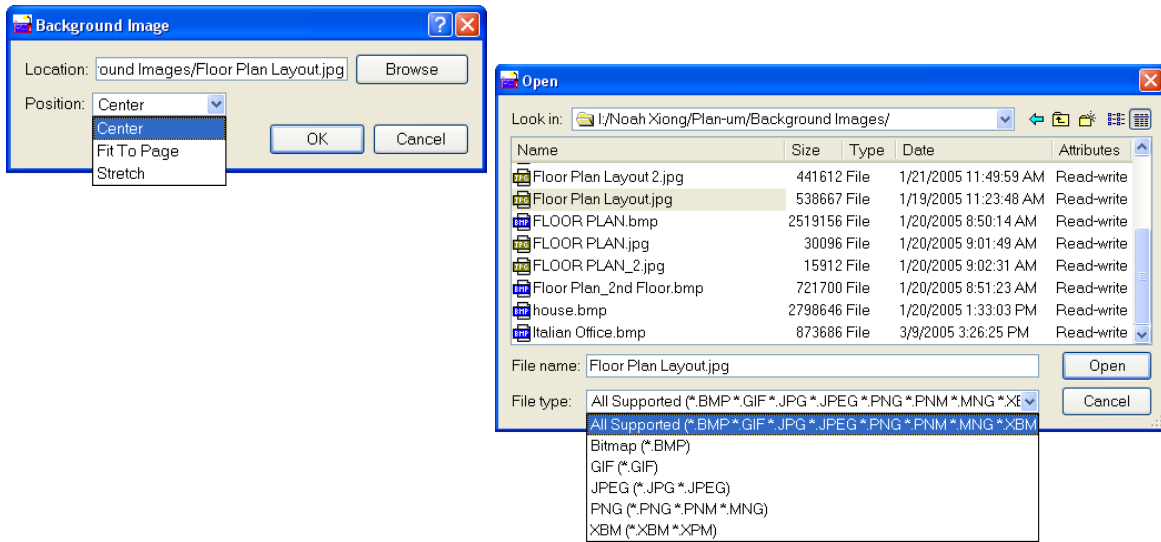 Background Image
Location: ound Images/Floor Plan Layout.jpg Browse
Position: Center
Center
Fit To Page
Stretch
OK Cancel
Open
Look in: I:/Noah Xiong/Plan-um/Background Images/
Name Size Type Date Attributes
Floor Plan Layout 2.jpg 441612 File 1/21/2005 11:49:59 AM Read-write
Floor Plan Layout.jpg 538667 File 1/19/2005 11:23:48 AM Read-write
FLOOR PLAN.bmp 2519156 File 1/20/2005 8:50:14 AM Read-write
FLOOR PLAN.jpg 30096 File 1/20/2005 9:01:49 AM Read-write
FLOOR PLAN_2.jpg 15912 File 1/20/2005 9:02:31 AM Read-write
Floor Plan_2nd Floor.bmp 721700 File 1/20/2005 8:51:23 AM Read-write
house.bmp 2798646 File 1/20/2005 1:33:03 PM Read-write
Italian Office.bmp 873686 File 3/9/2005 3:26:25 PM Read-write
File name: Floor Plan Layout.jpg Open
File type: All Supported (*.BMP *.GIF *.JPG *.JPEG *.PNG *.PNM *.MNG *.XE Cancel
All Supported (*.BMP *.GIF *.JPG *.JPEG *.PNG *.PNM *.MNG *.XBM
Bitmap (*.BMP)
GIF (*.GIF)
JPEG (*.JPG *.JPEG)
PNG (*.PNG *.PNM *.MNG)
XBM (*.XBM *.XPM)